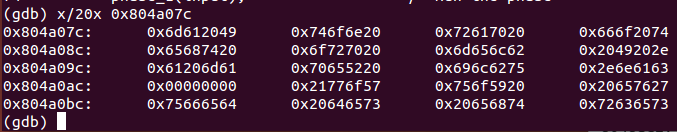 (gdb) x/20x 0x804a07c
0x804a07c: 0x6d612049 0x746f6e20 0x72617020 0x666f2074
0x804a08c: 0x65687420 0x6f727020 0x6d656c62 0x2049202e
0x804a09c: 0x61206d61 0x70655220 0x696c6275 0x2e6e6163
0x804a0ac: 0x00000000 0x21776f57 0x756f5920 0x20657627
0x804a0bc: 0x75666564 0x20646573 0x20656874 0x72636573
(gdb)